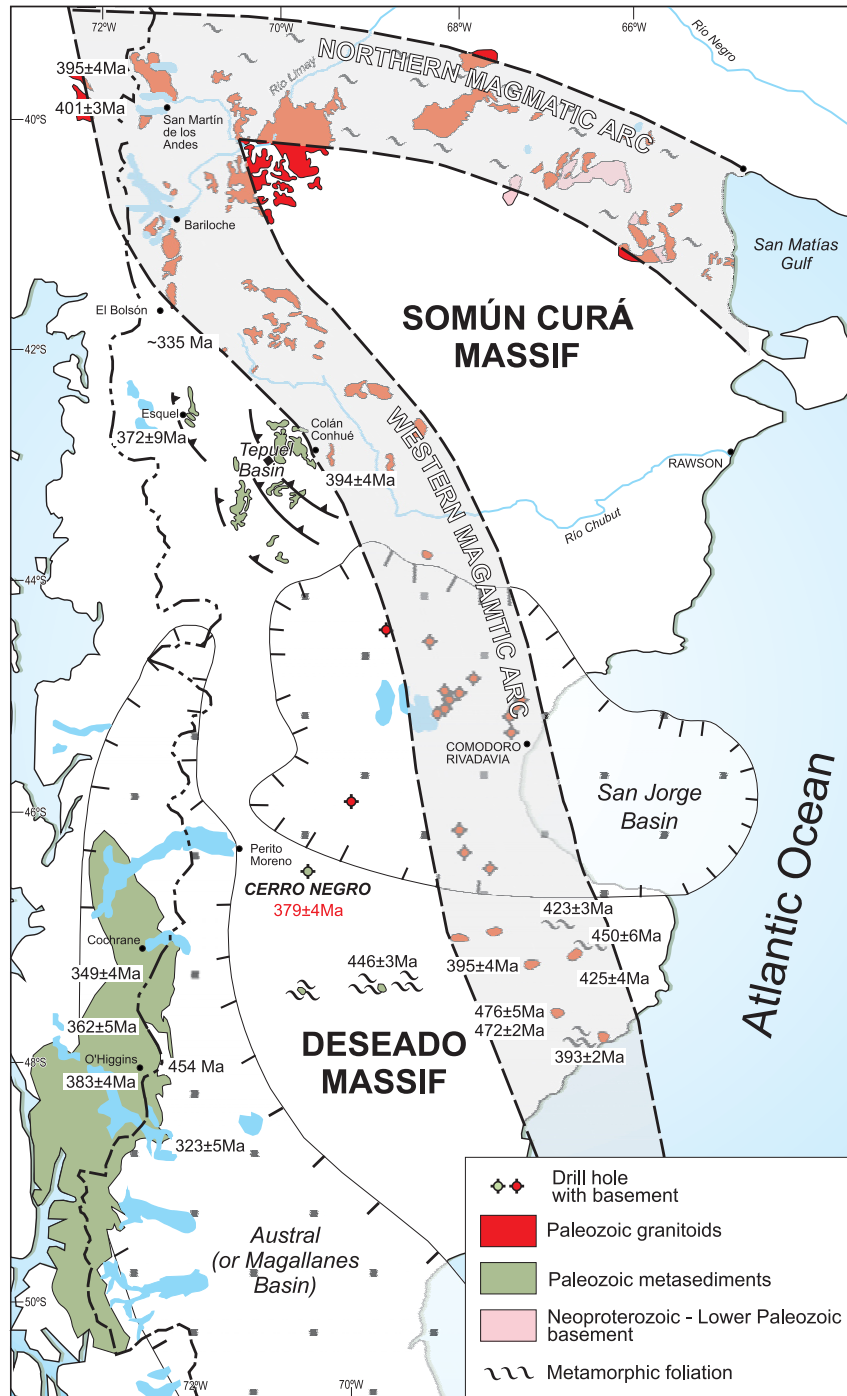 72°W
70°W
68°W
66°W
Río Negro
NORTHERN MAGMATIC ARC
395±4Ma
Río Limay
401±3Ma
40°S
San Martín
de los
Andes
Bariloche
San Matías
Gulf
El Bolsón
SOMÚN CURÁ
MASSIF
~335 Ma
42°S
Esquel
372±9Ma
Colán
Conhué
Tepuel
Basin
394±4Ma
WESTERN MAGAMTIC ARC
RAWSON
Río Chubut
44°S
COMODORO
RIVADAVIA
San Jorge
Basin
46°S
Perito
Moreno
CERRO NEGRO
379±4Ma
Atlantic Ocean
423±3Ma
450±6Ma
Cochrane
349±4Ma
446±3Ma
395±4Ma
425±4Ma
362±5Ma
476±5Ma
472±2Ma
O'Higgins
454 Ma
383±4Ma
48°S
DESEADO
MASSIF
393±2Ma
323±5Ma
Austral
(or Magallanes
Basin)
50°S
72°W
70°W
Drill hole
with basement
Paleozoic granitoids
Paleozoic metasediments
Neoproterozoic - Lower Paleozoic
basement
Metamorphic foliation